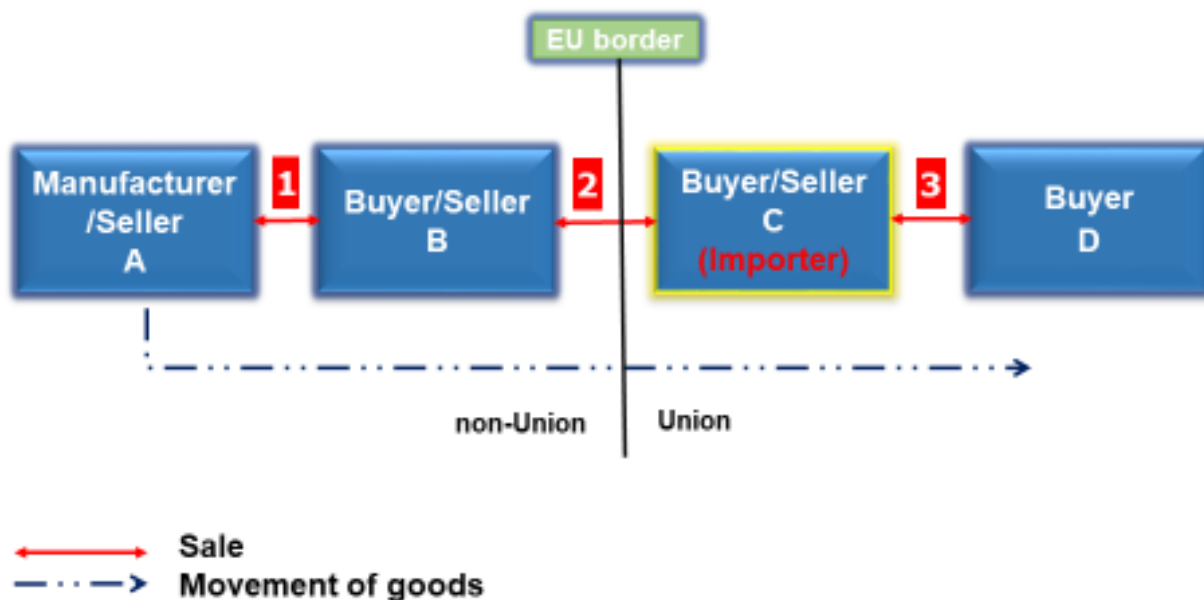 EU border
Manufacturer
/Seller
A
1
Buyer/Seller
B
2
Buyer/Seller
C
(Importer)
3
Buyer
D
non-Union
Union
Sale
Movement of goods